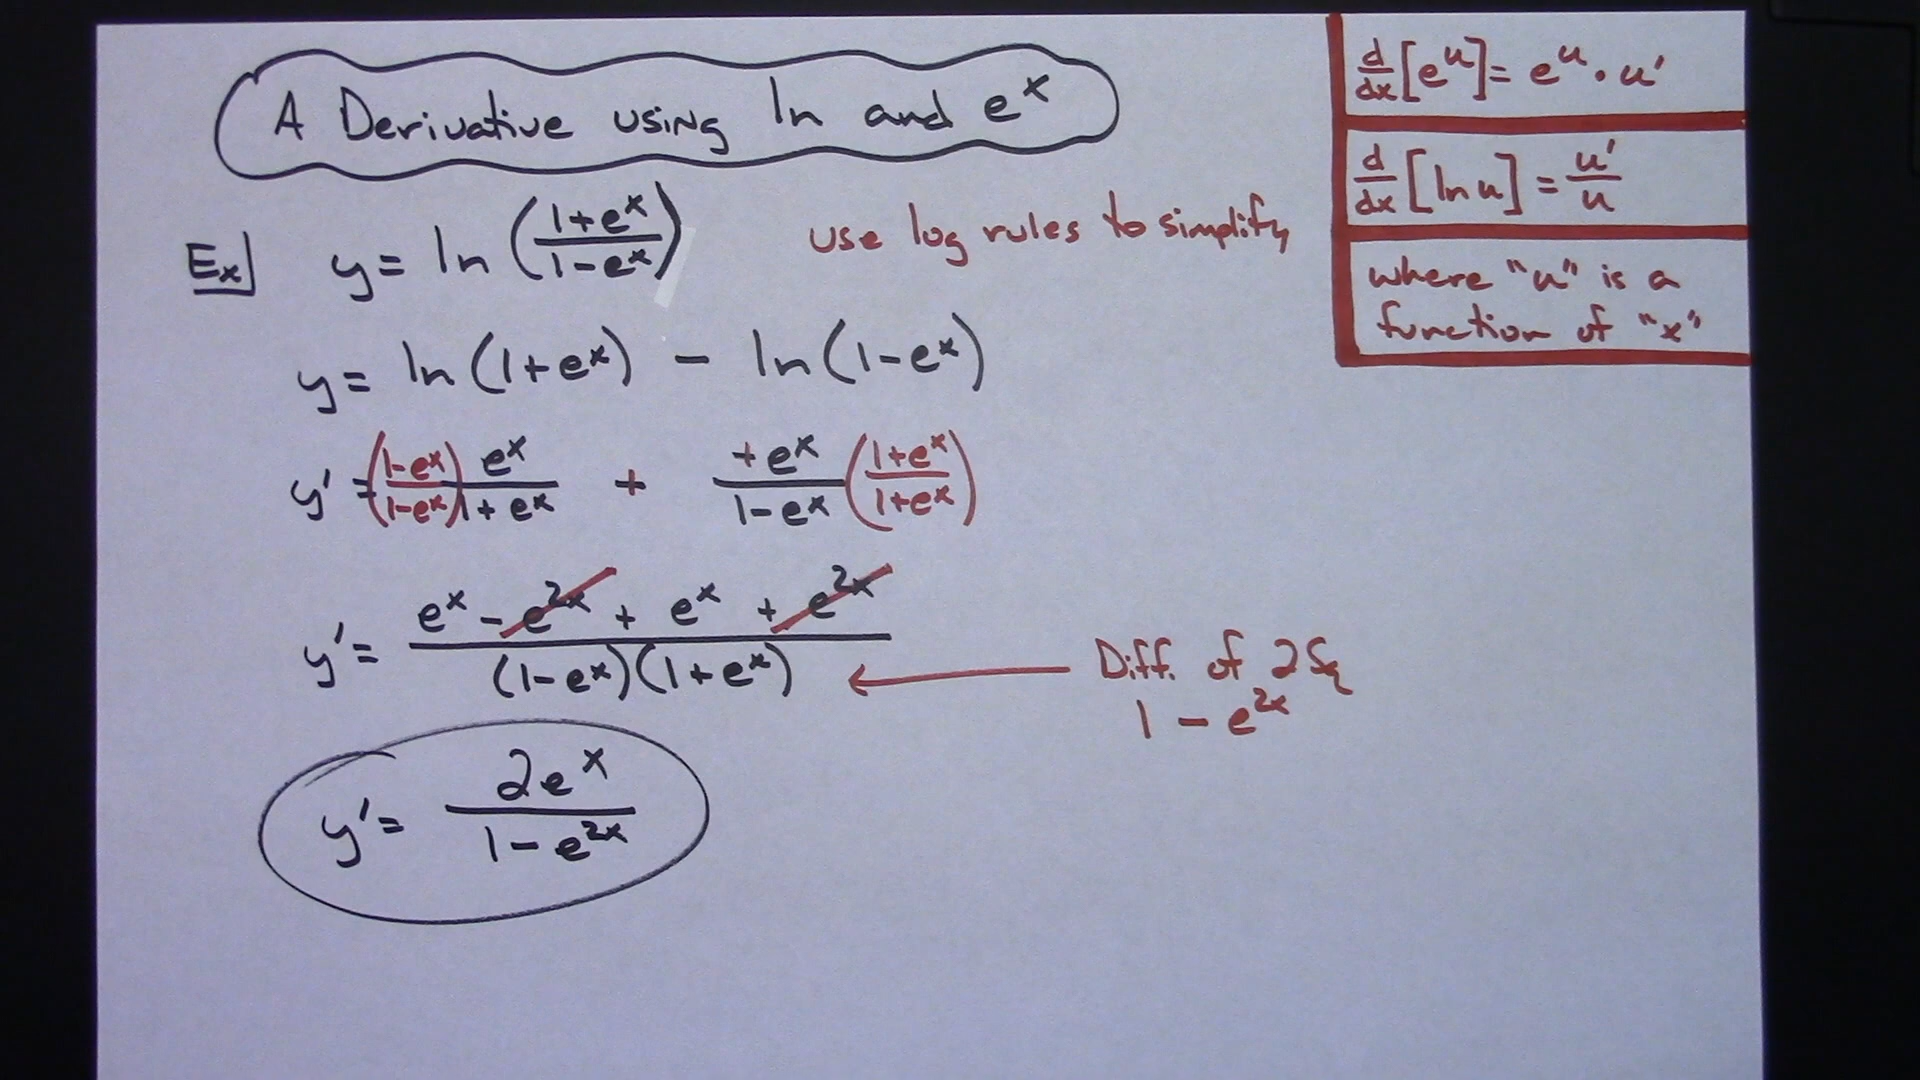 A Derivative using ln and e^x
Ex] y = ln ((1+e^x)/(1-e^x)) use log rules to simplify
y = ln (1+e^x) - ln (1-e^x)
y' = ((1-e^x)/(1-e^x)) e^x/(1+e^x) + +e^x/(1-e^x) ((1+e^x)/(1+e^x))
y' = (e^x - e^2x + e^x + e^2x)/((1-e^x)(1+e^x)) ← Diff. of 2 Sq
1 - e^2x
y' = 2e^x/(1 - e^2x)
d/dx [e^u] = e^u · u'
d/dx [ln u] = u'/u
where "u" is a
function of "x"